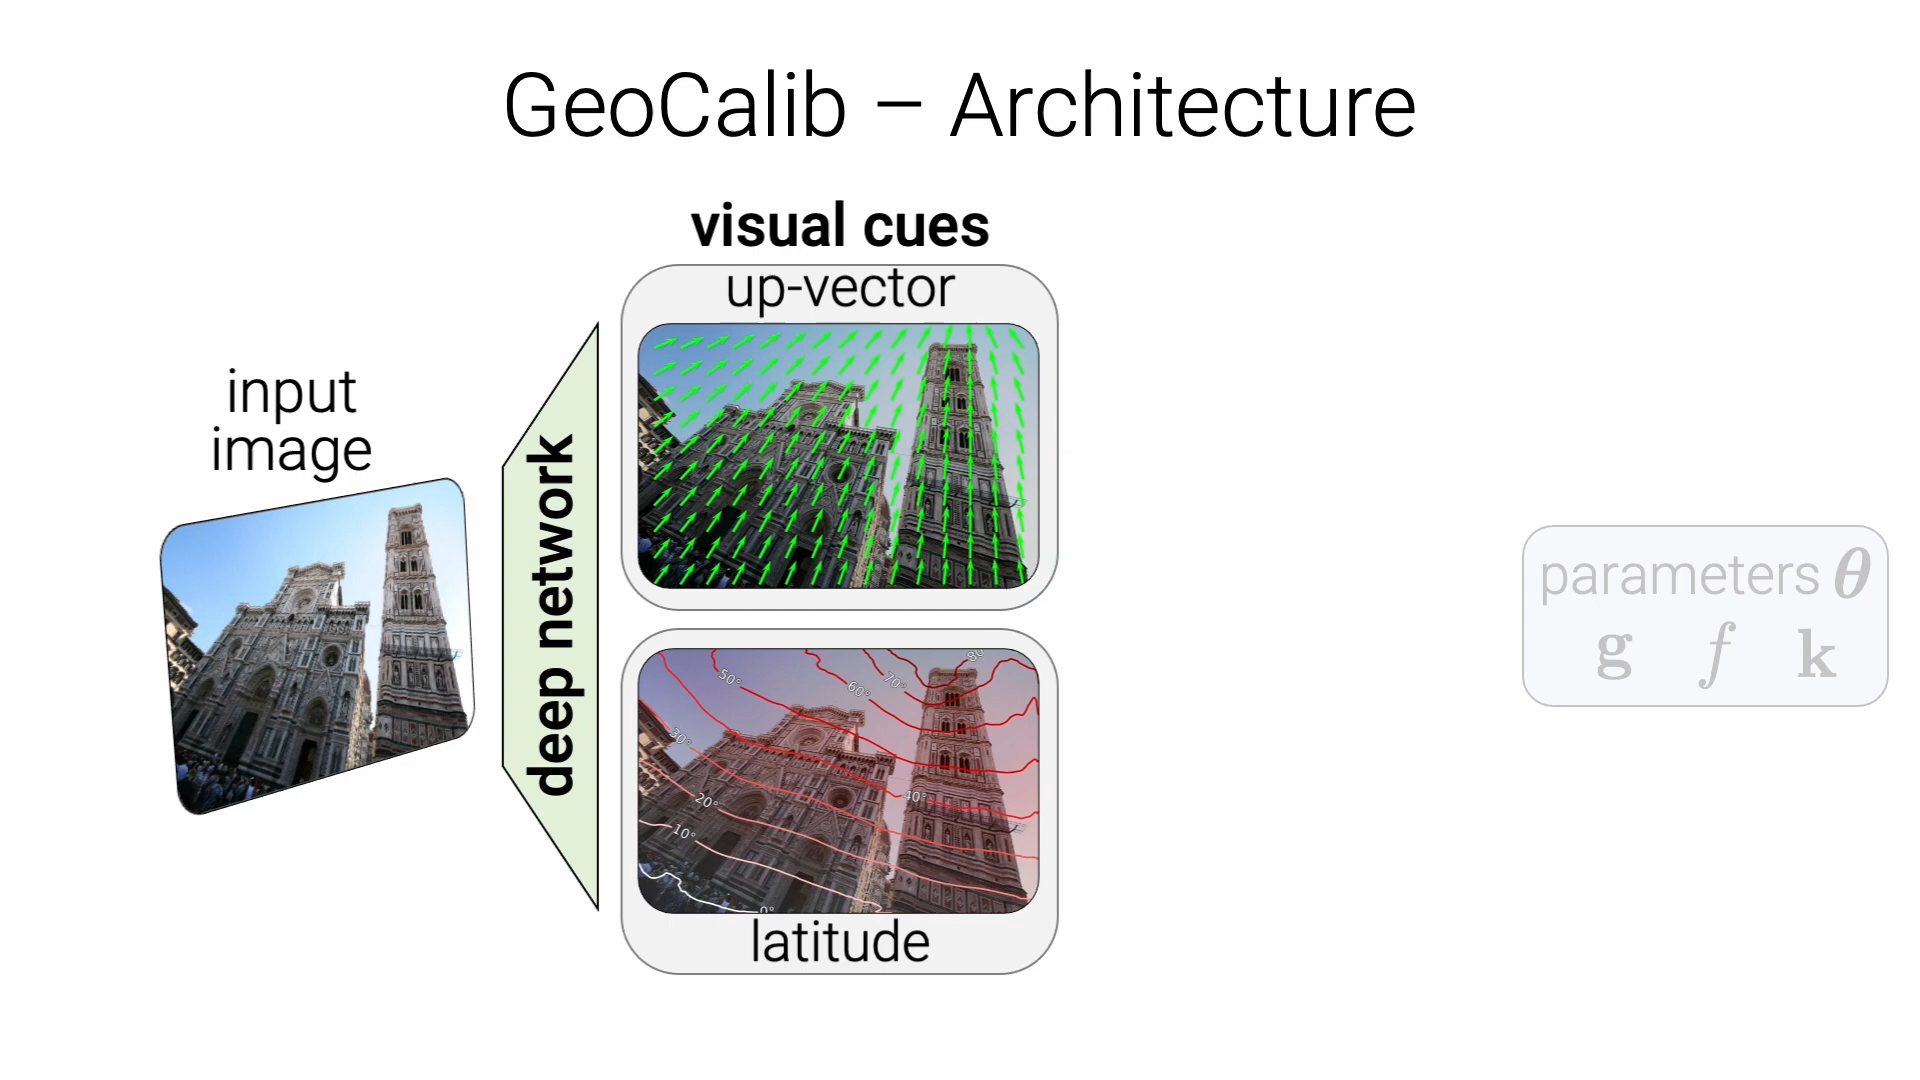 GeoCalib – Architecture
visual cues
up-vector
input
image
deep network
50°
60°
70°
30°
20°
40°
10°
0°
latitude
parameters θ
g f k